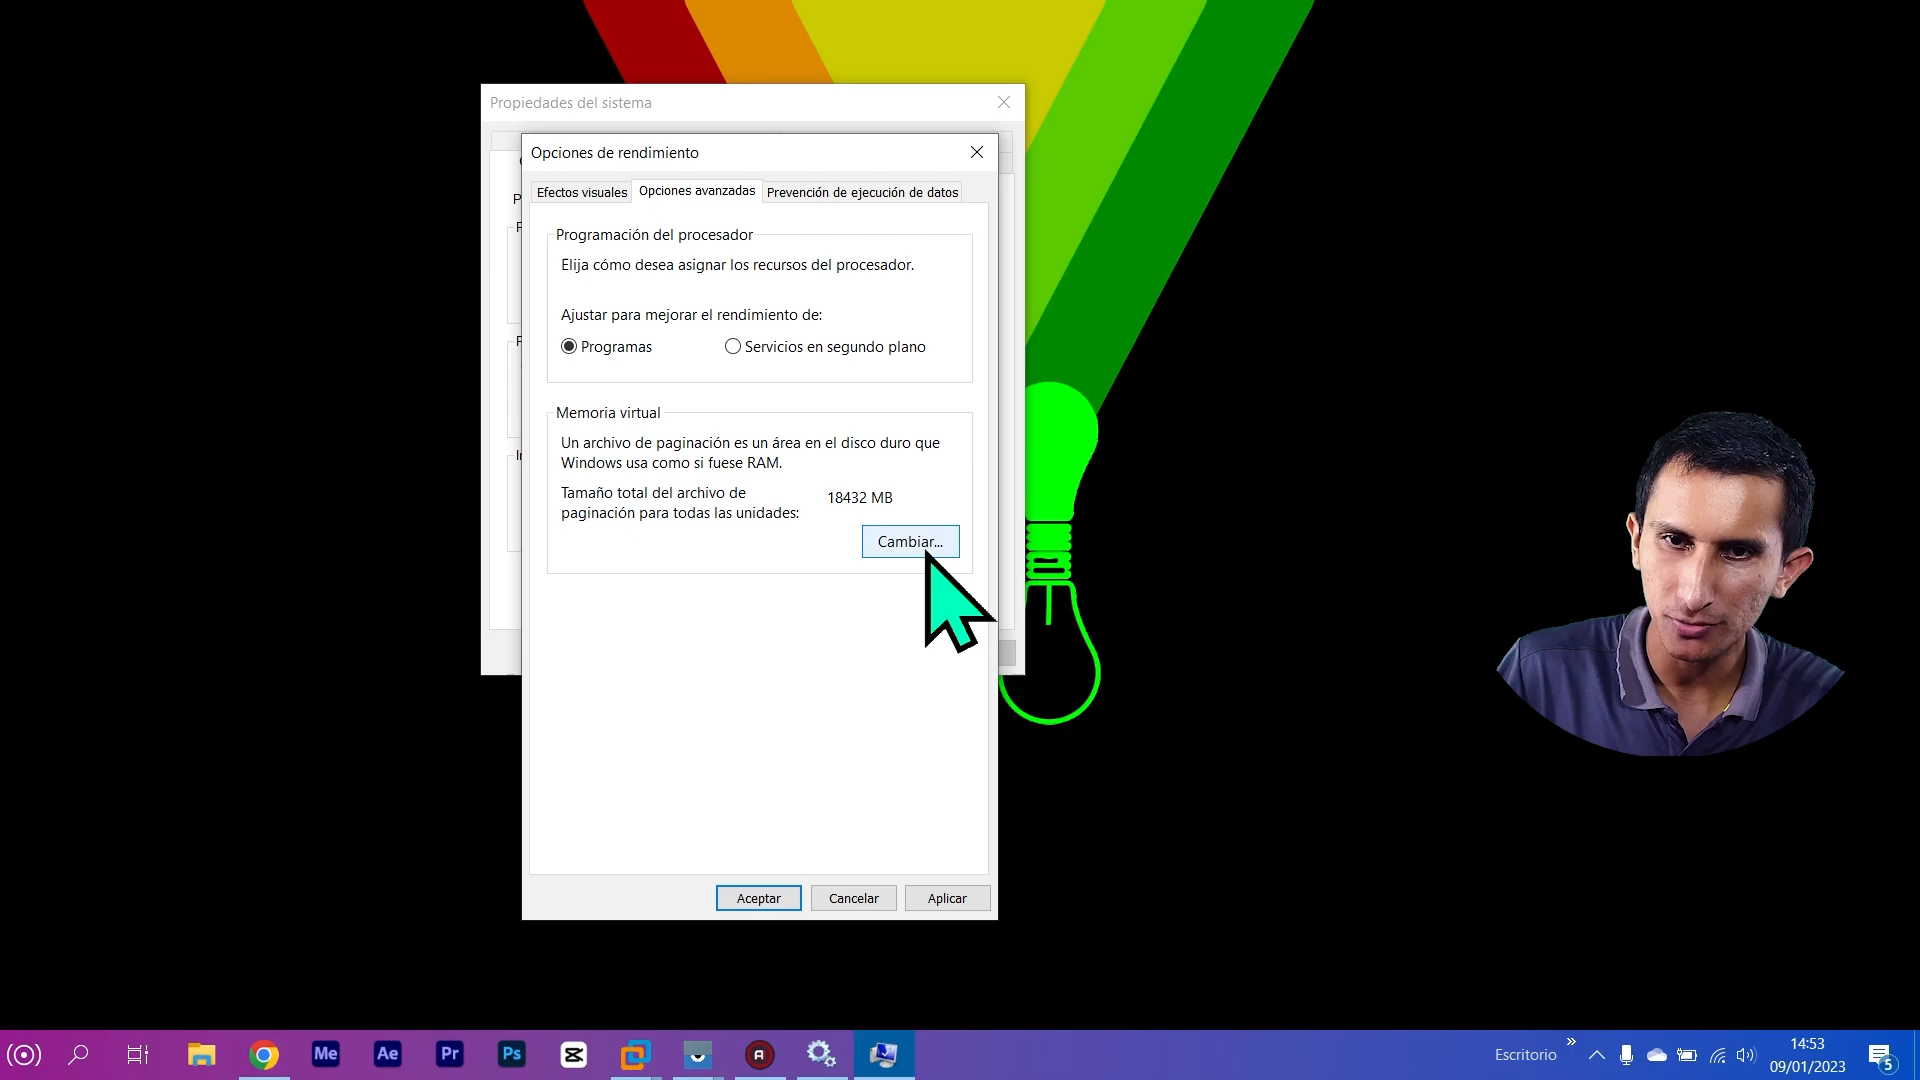 Propiedades del sistema
Opciones de rendimiento
Efectos visuales
Opciones avanzadas
Prevención de ejecución de datos
Programación del procesador
Elija cómo desea asignar los recursos del procesador.
Ajustar para mejorar el rendimiento de:
Programas
Servicios en segundo plano
Memoria virtual
Un archivo de paginación es un área en el disco duro que
Windows usa como si fuese RAM.
Tamaño total del archivo de
paginación para todas las unidades:
18432 MB
Cambiar...
Aceptar
Cancelar
Aplicar
Me
Ae
Pr
Ps
A
Escritorio
»
14:53
09/01/2023
5